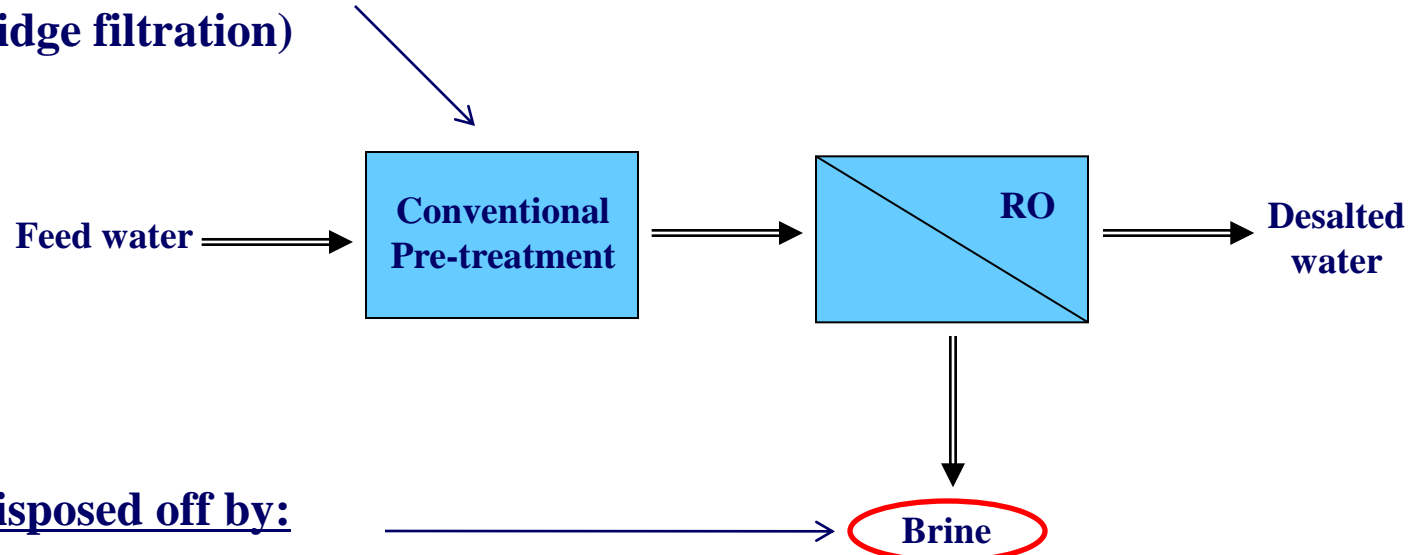 idge filtration)
Conventional
Pre-treatment
RO
Feed water
Desalted
water
isposed off by:
Brine